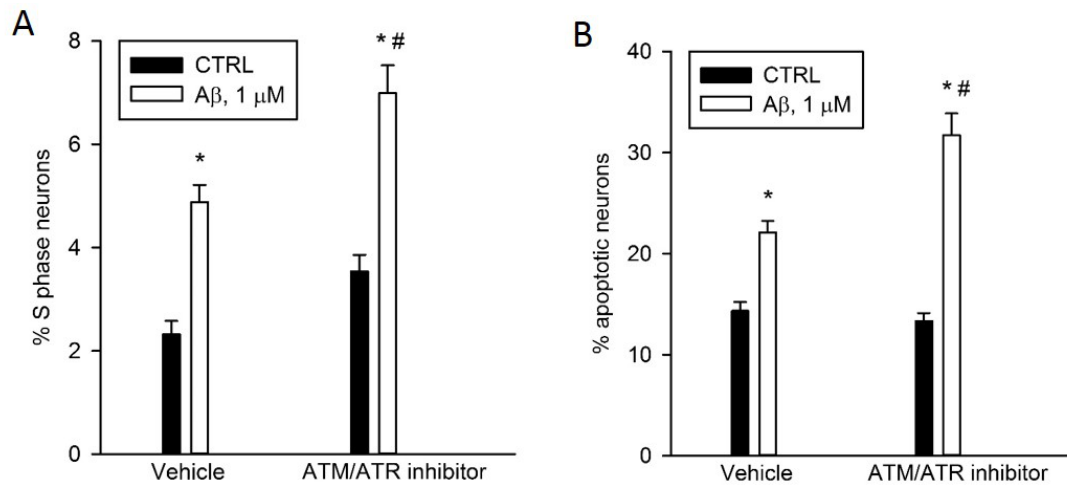 A
8
6
4
2
0
% S phase neurons
CTRL
Aβ, 1 μM
*
* #
Vehicle
ATM/ATR inhibitor
B
40
30
20
10
0
% apoptotic neurons
CTRL
Aβ, 1 μM
*
* #
Vehicle
ATM/ATR inhibitor